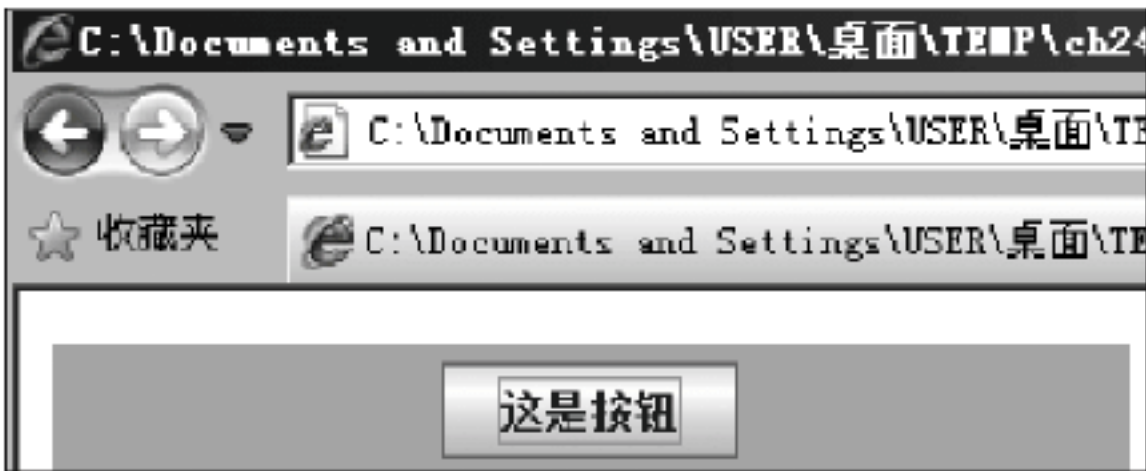 C:\Documents and Settings\USER\桌面\TEMP\ch24
C:\Documents and Settings\USER\桌面\TE
收藏夹
C:\Documents and Settings\USER\桌面\TE
这是按钮